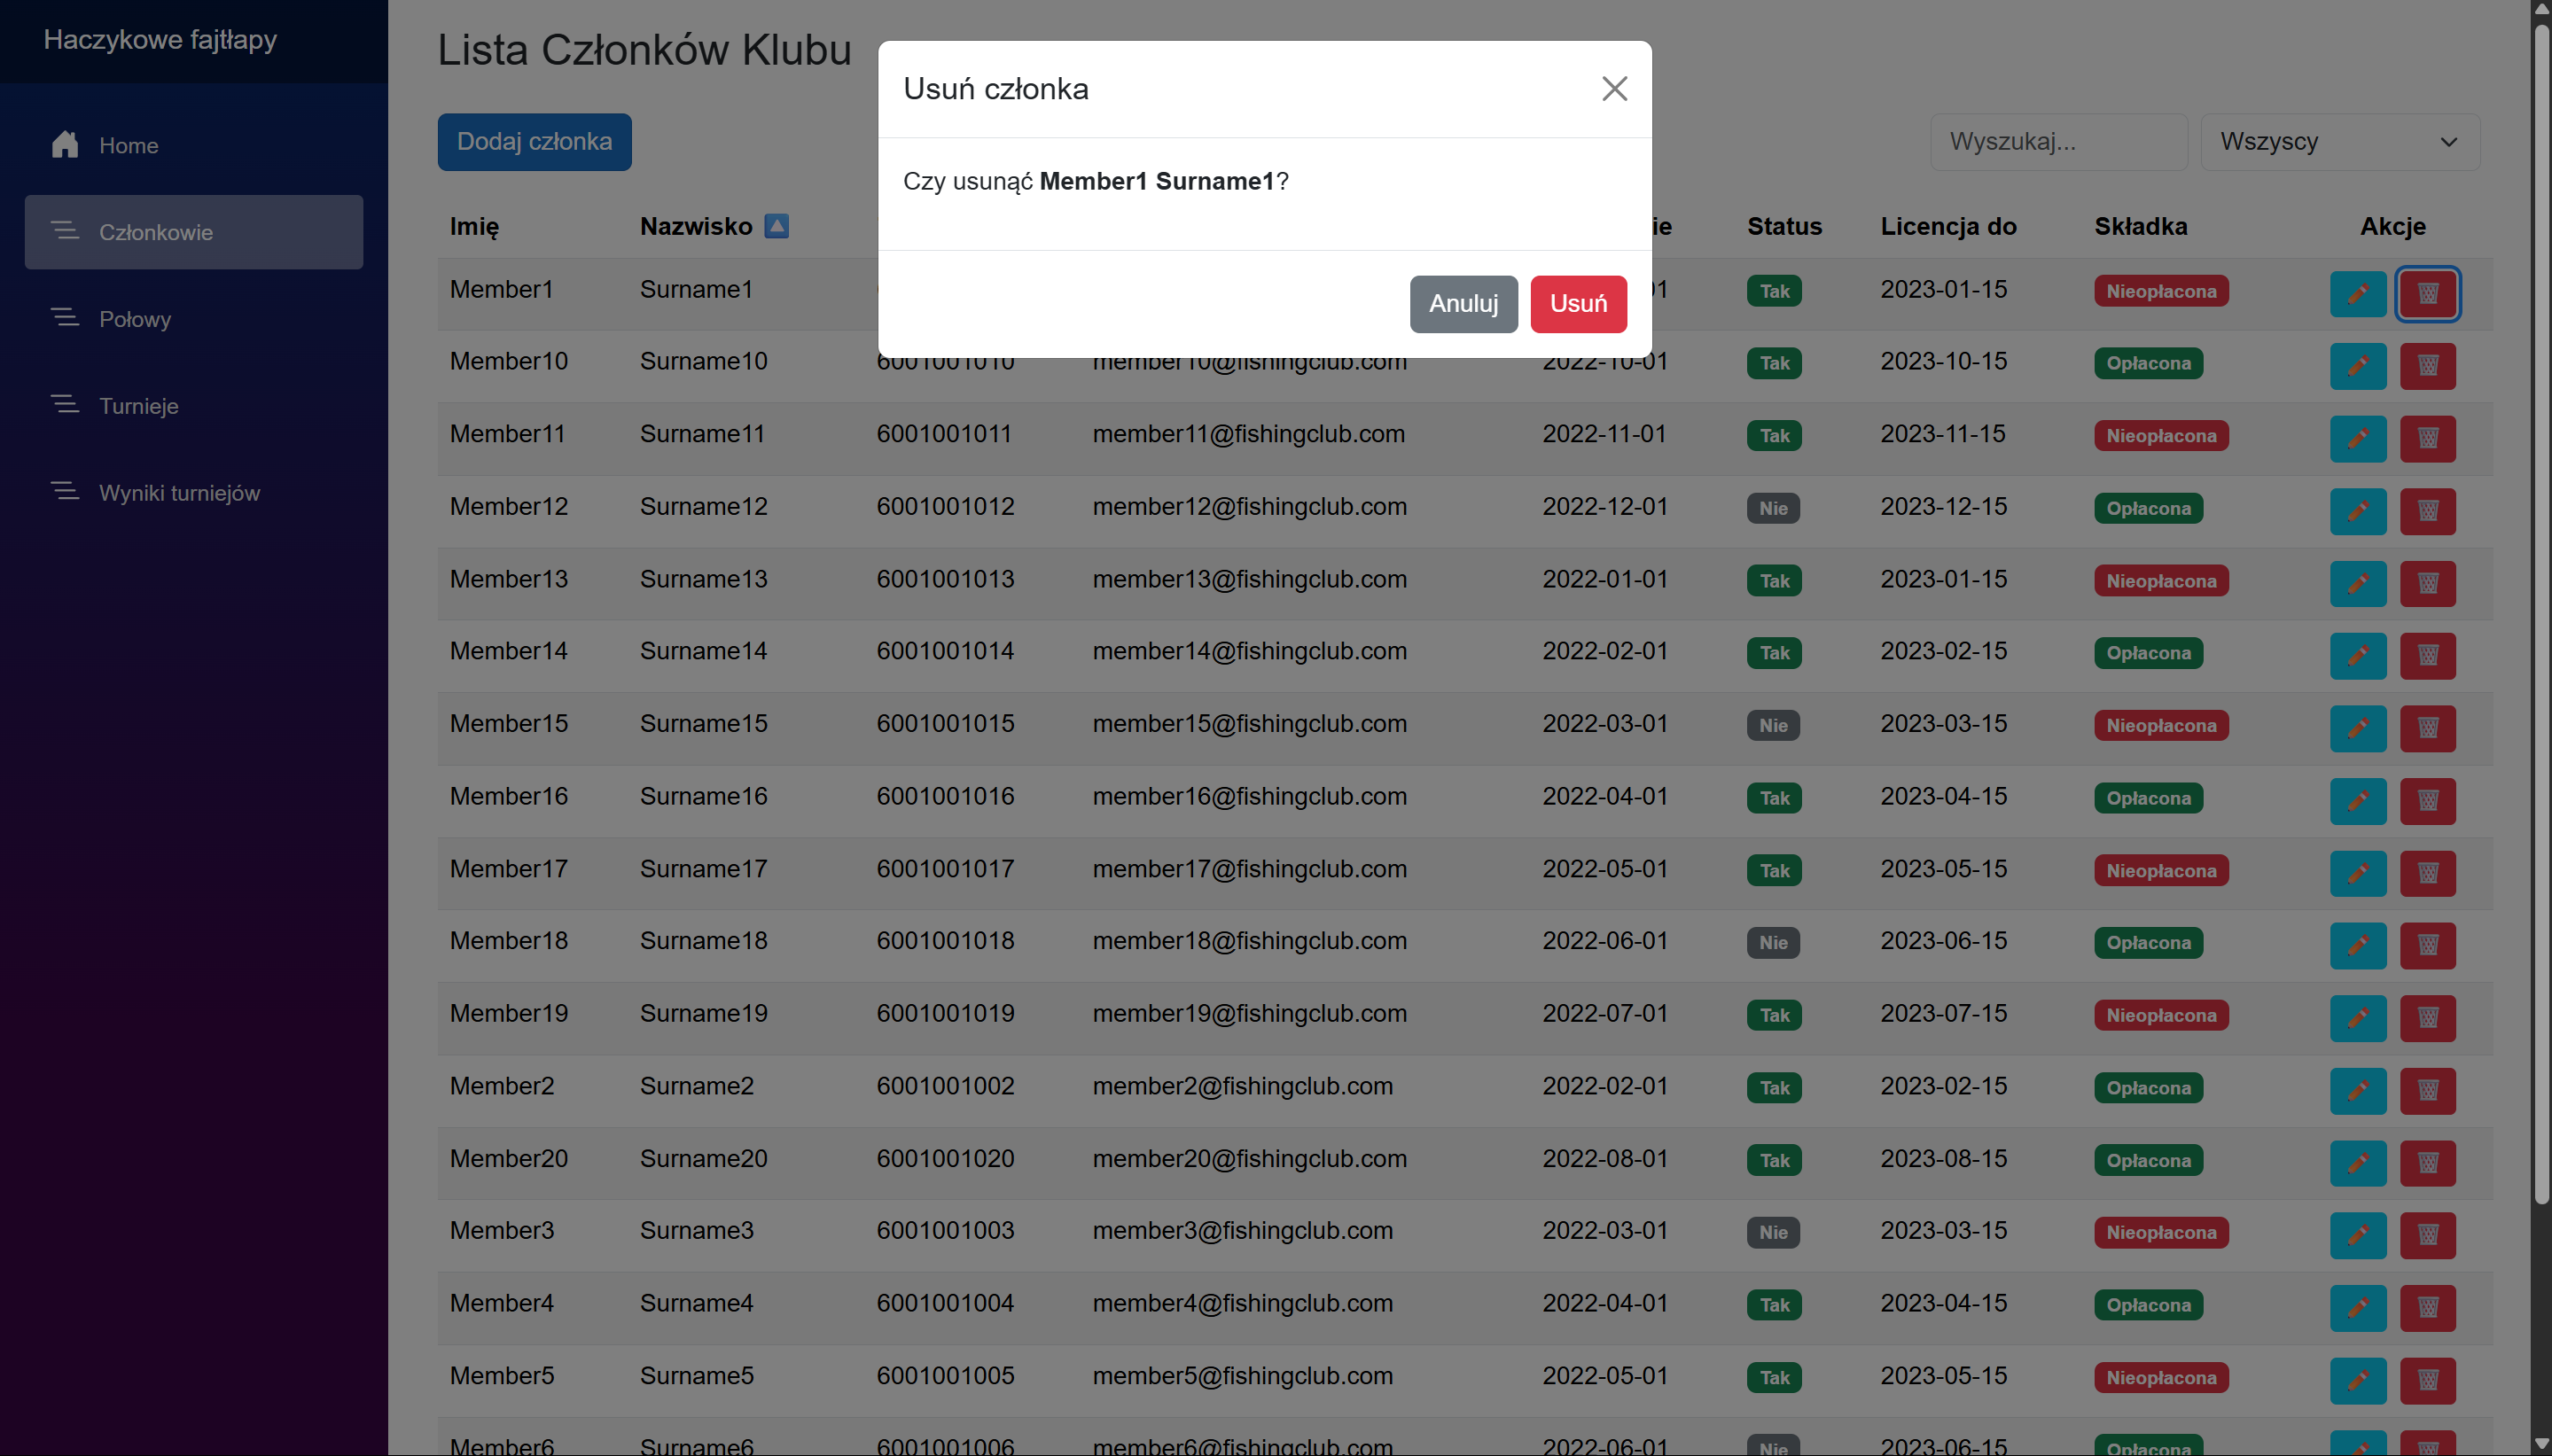 Haczykowe fajtłapy
Home
Członkowie
Połowy
Turnieje
Wyniki turniejów
Lista Członków Klubu
Dodaj członka
Wyszukaj...
Wszyscy
Usuń członka
Czy usunąć Member1 Surname1?
Anuluj Usuń
Imię Nazwisko ie Status Licencja do Składka Akcje
Member1 Surname1 1 Tak 2023-01-15 Nieopłacona
Member10 Surname10 6001001010 member10@fishingclub.com 2022-10-01 Tak 2023-10-15 Opłacona
Member11 Surname11 6001001011 member11@fishingclub.com 2022-11-01 Tak 2023-11-15 Nieopłacona
Member12 Surname12 6001001012 member12@fishingclub.com 2022-12-01 Nie 2023-12-15 Opłacona
Member13 Surname13 6001001013 member13@fishingclub.com 2022-01-01 Tak 2023-01-15 Nieopłacona
Member14 Surname14 6001001014 member14@fishingclub.com 2022-02-01 Tak 2023-02-15 Opłacona
Member15 Surname15 6001001015 member15@fishingclub.com 2022-03-01 Nie 2023-03-15 Nieopłacona
Member16 Surname16 6001001016 member16@fishingclub.com 2022-04-01 Tak 2023-04-15 Opłacona
Member17 Surname17 6001001017 member17@fishingclub.com 2022-05-01 Tak 2023-05-15 Nieopłacona
Member18 Surname18 6001001018 member18@fishingclub.com 2022-06-01 Nie 2023-06-15 Opłacona
Member19 Surname19 6001001019 member19@fishingclub.com 2022-07-01 Tak 2023-07-15 Nieopłacona
Member2 Surname2 6001001002 member2@fishingclub.com 2022-02-01 Tak 2023-02-15 Opłacona
Member20 Surname20 6001001020 member20@fishingclub.com 2022-08-01 Tak 2023-08-15 Opłacona
Member3 Surname3 6001001003 member3@fishingclub.com 2022-03-01 Nie 2023-03-15 Nieopłacona
Member4 Surname4 6001001004 member4@fishingclub.com 2022-04-01 Tak 2023-04-15 Opłacona
Member5 Surname5 6001001005 member5@fishingclub.com 2022-05-01 Tak 2023-05-15 Nieopłacona
Member6 Surname6 6001001006 member6@fishingclub.com 2022-06-01 Nie 2023-06-15 Opłacona